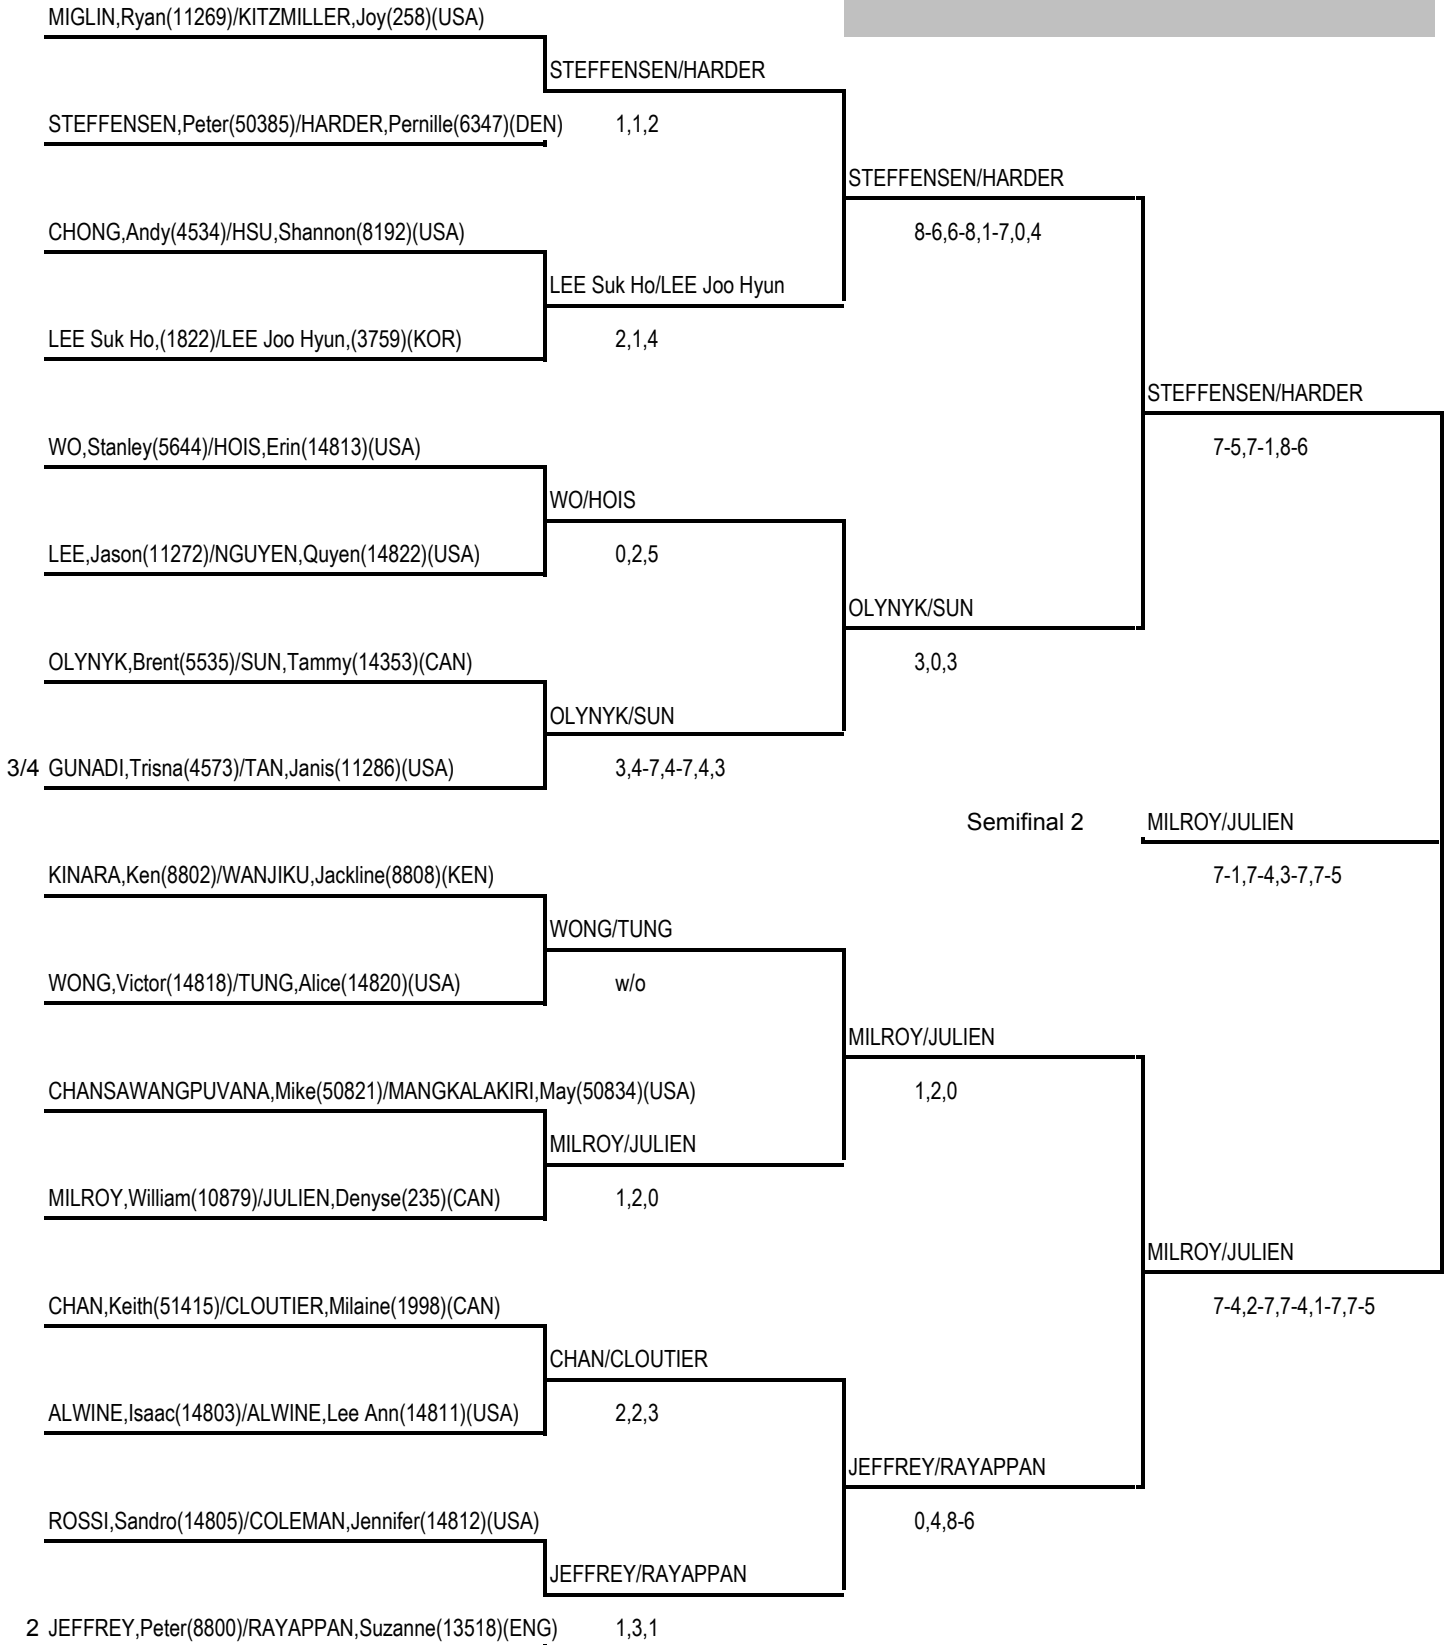 MIGLIN,Ryan(11269)/KITZMILLER,Joy(258)(USA)
STEFFENSEN/HARDER
STEFFENSEN,Peter(50385)/HARDER,Pernille(6347)(DEN) 1,1,2
STEFFENSEN/HARDER
CHONG,Andy(4534)/HSU,Shannon(8192)(USA) 8-6,6-8,1-7,0,4
LEE Suk Ho/LEE Joo Hyun
LEE Suk Ho,(1822)/LEE Joo Hyun,(3759)(KOR) 2,1,4
STEFFENSEN/HARDER
WO,Stanley(5644)/HOIS,Erin(14813)(USA) 7-5,7-1,8-6
WO/HOIS
LEE,Jason(11272)/NGUYEN,Quyen(14822)(USA) 0,2,5
OLYNYK/SUN
OLYNYK,Brent(5535)/SUN,Tammy(14353)(CAN) 3,0,3
OLYNYK/SUN
3/4 GUNADI,Trisna(4573)/TAN,Janis(11286)(USA) 3,4-7,4-7,4,3
Semifinal 2 MILROY/JULIEN
KINARA,Ken(8802)/WANJIKU,Jackline(8808)(KEN) 7-1,7-4,3-7,7-5
WONG/TUNG
WONG,Victor(14818)/TUNG,Alice(14820)(USA) w/o
MILROY/JULIEN
CHANSAWANGPUVANA,Mike(50821)/MANGKALAKIRI,May(50834)(USA) 1,2,0
MILROY/JULIEN
MILROY,William(10879)/JULIEN,Denyse(235)(CAN) 1,2,0
MILROY/JULIEN
CHAN,Keith(51415)/CLOUTIER,Milaine(1998)(CAN) 7-4,2-7,7-4,1-7,7-5
CHAN/CLOUTIER
ALWINE,Isaac(14803)/ALWINE,Lee Ann(14811)(USA) 2,2,3
JEFFREY/RAYAPPAN
ROSSI,Sandro(14805)/COLEMAN,Jennifer(14812)(USA) 0,4,8-6
JEFFREY/RAYAPPAN
2 JEFFREY,Peter(8800)/RAYAPPAN,Suzanne(13518)(ENG) 1,3,1